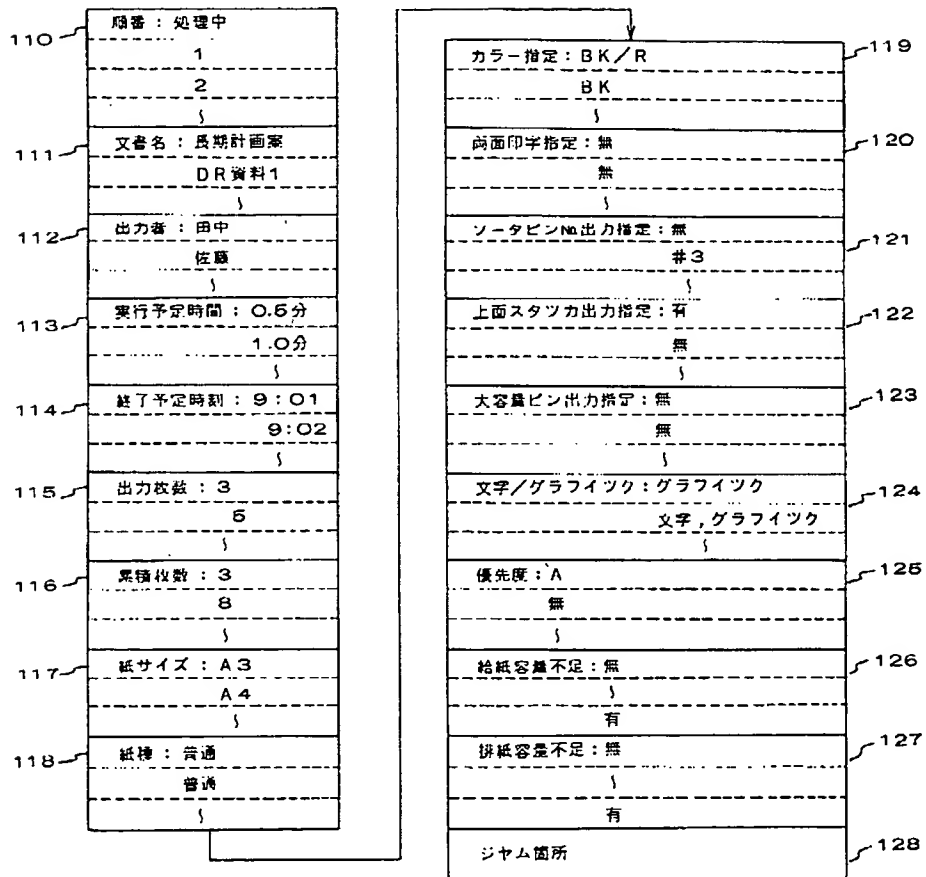 110
順番：処理中
1
2
〜
111
文書名：長期計画案
DR資料1
〜
112
出力者：田中
佐藤
〜
113
実行予定時間：0.5分
1.0分
〜
114
終了予定時刻：9:01
9:02
〜
115
出力枚数：3
5
〜
116
累積枚数：3
8
〜
117
紙サイズ：A3
A4
〜
118
紙種：普通
普通
〜
カラー指定：BK／R
119
BK
〜
両面印字指定：無
120
無
〜
ソータビン№出力指定：無
121
#3
〜
上面スタツカ出力指定：有
122
無
〜
大容量ビン出力指定：無
123
無
〜
文字／グラフイツク：グラフイツク
124
文字，グラフイツク
〜
優先度：A
125
無
〜
給紙容量不足：無
126
〜
有
排紙容量不足：無
127
〜
有
ジヤム箇所
128